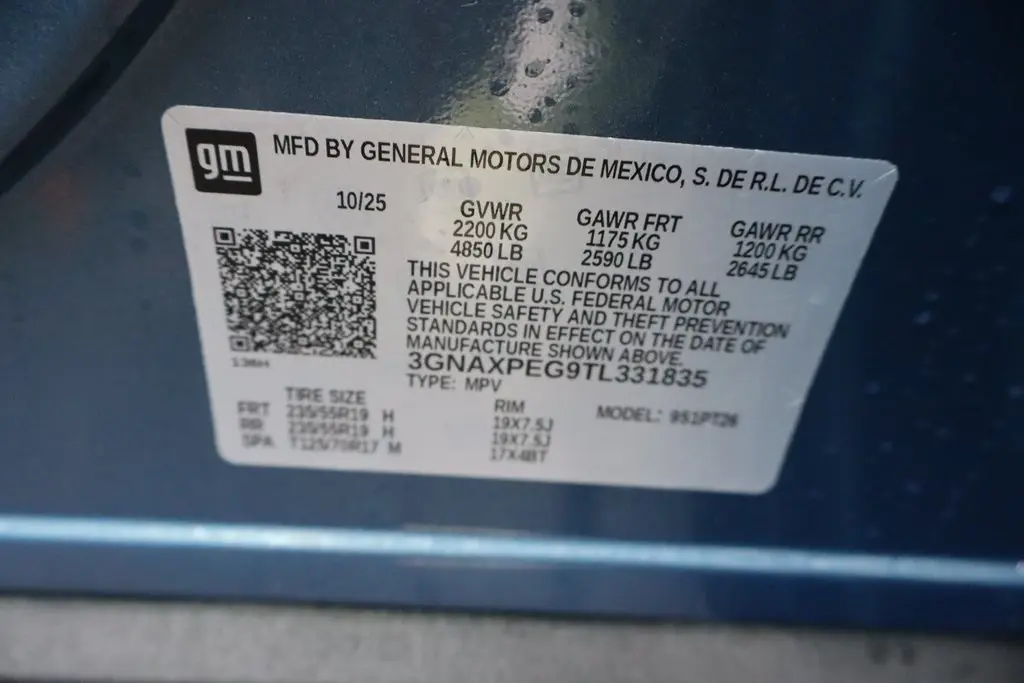 gm MFD BY GENERAL MOTORS DE MEXICO, S. DE R.L. DE C.V.
10/25
GVWR GAWR FRT GAWR RR
2200 KG 1175 KG 1200 KG
4850 LB 2590 LB 2645 LB
THIS VEHICLE CONFORMS TO ALL
APPLICABLE U.S. FEDERAL MOTOR
VEHICLE SAFETY AND THEFT PREVENTION
STANDARDS IN EFFECT ON THE DATE OF
MANUFACTURE SHOWN ABOVE.
3GNAXPEG9TL331835
TYPE: MPV
TIRE SIZE RIM MODEL: 9S1PT26
FRT 235/55R19 H 19X7.5J
RR 235/55R19 H 19X7.5J
SPA T125/70R17 M 17X4BT